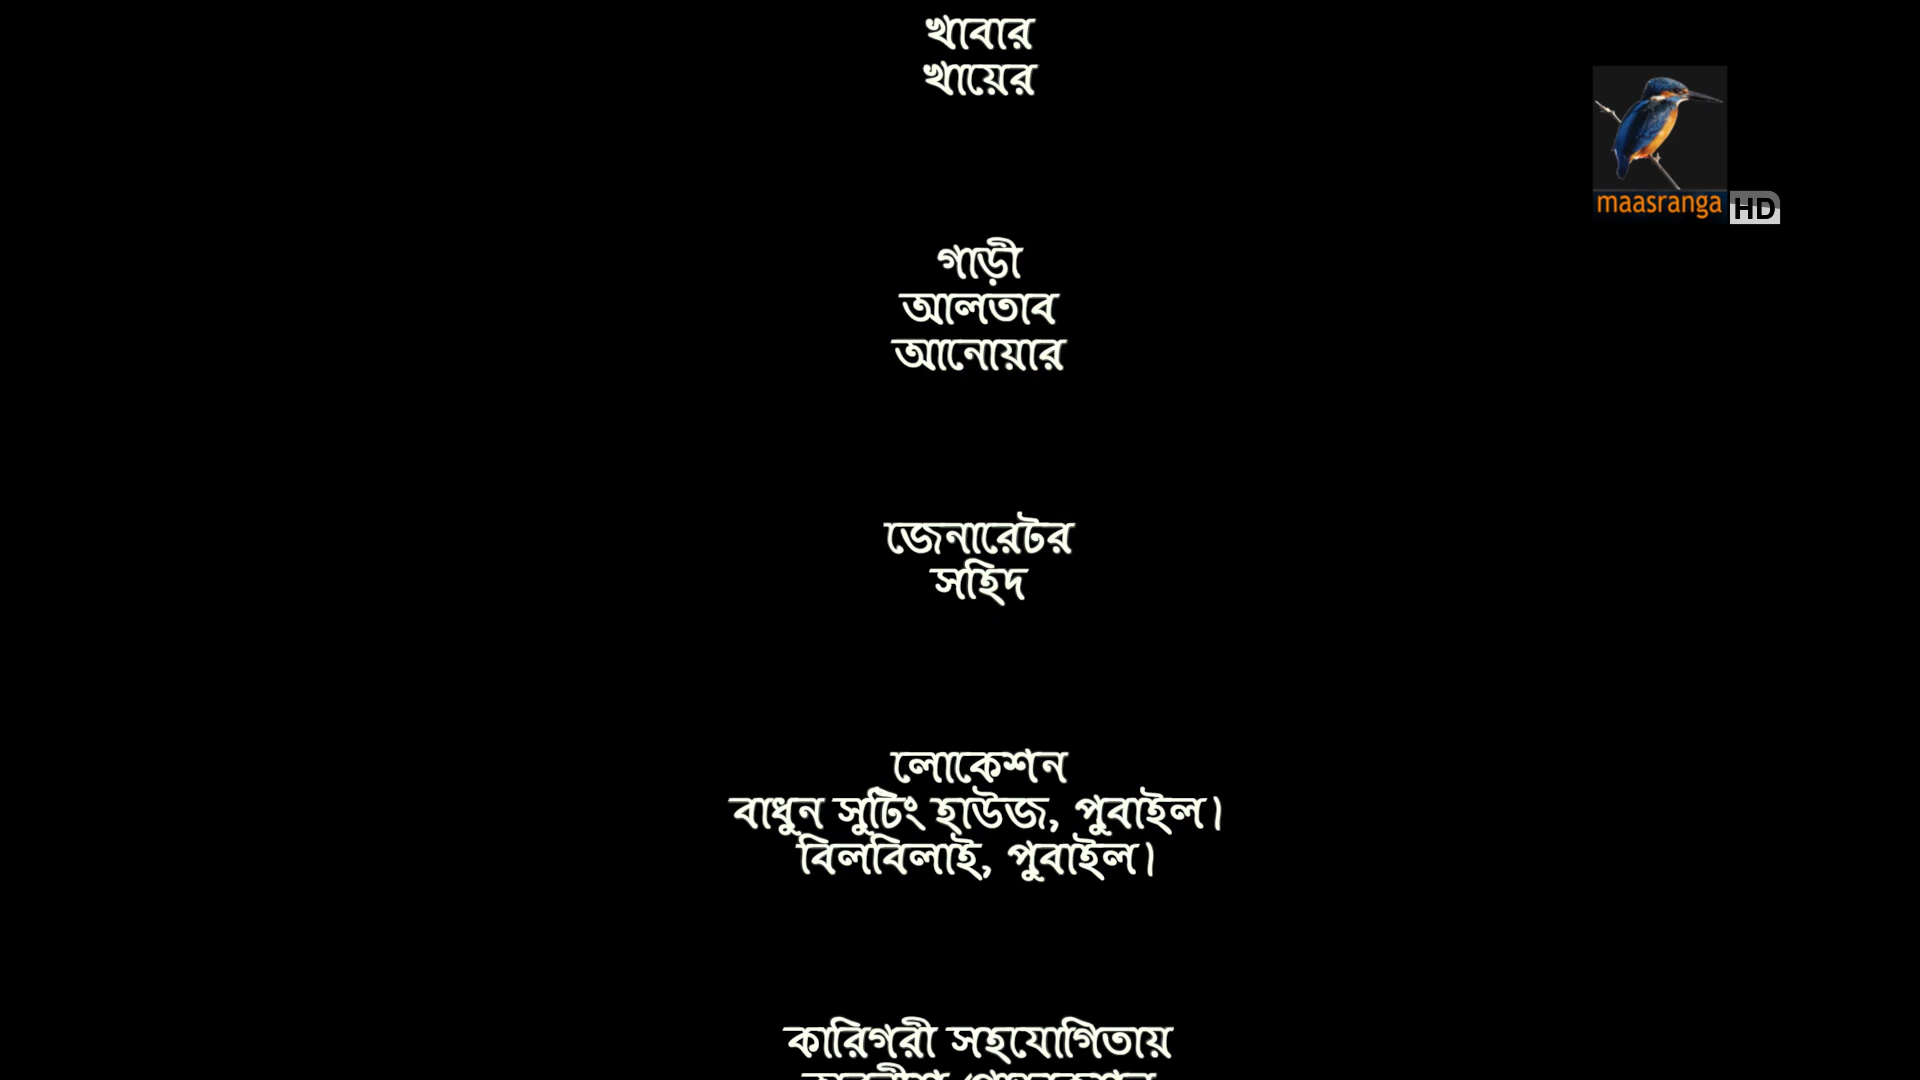 খাবার
খায়ের
maasranga HD
গাড়ী
আলতাব
আনোয়ার
জেনারেটর
সহিদ
লোকেশন
বাধুন সুটিং হাউজ, পুবাইল।
বিলবিলাই, পুবাইল।
কারিগরী সহযোগিতায়